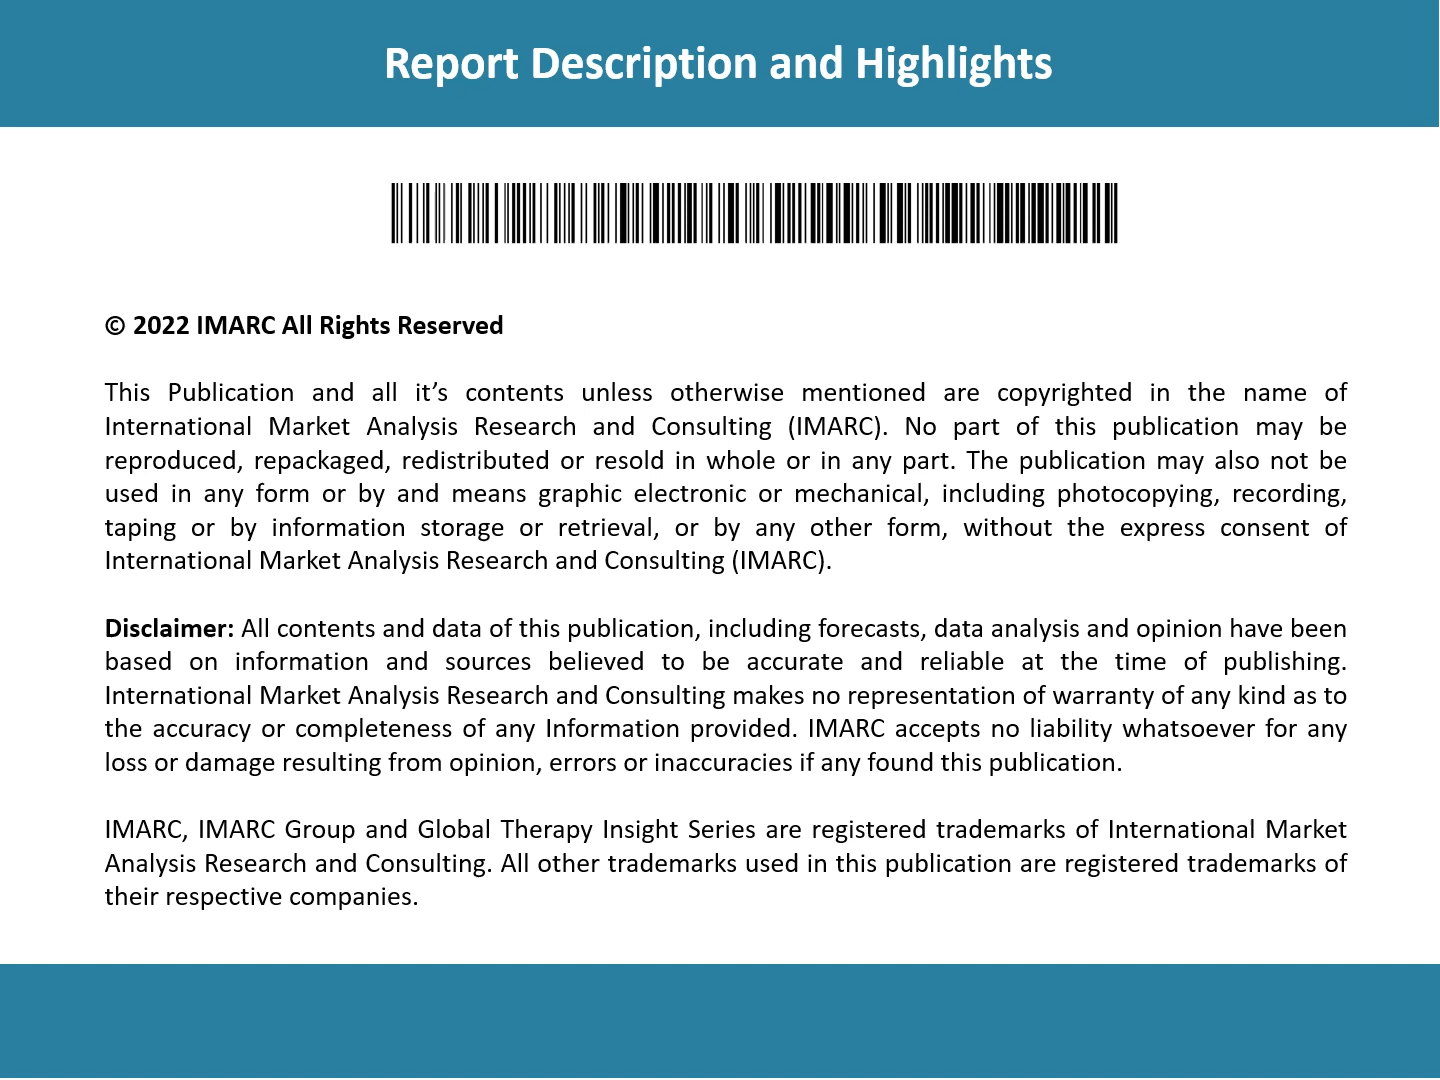 Report Description and Highlights
© 2022 IMARC All Rights Reserved
This Publication and all it’s contents unless otherwise mentioned are copyrighted in the name of
International Market Analysis Research and Consulting (IMARC). No part of this publication may be
reproduced, repackaged, redistributed or resold in whole or in any part. The publication may also not be
used in any form or by and means graphic electronic or mechanical, including photocopying, recording,
taping or by information storage or retrieval, or by any other form, without the express consent of
International Market Analysis Research and Consulting (IMARC).
Disclaimer: All contents and data of this publication, including forecasts, data analysis and opinion have been
based on information and sources believed to be accurate and reliable at the time of publishing.
International Market Analysis Research and Consulting makes no representation of warranty of any kind as to
the accuracy or completeness of any Information provided. IMARC accepts no liability whatsoever for any
loss or damage resulting from opinion, errors or inaccuracies if any found this publication.
IMARC, IMARC Group and Global Therapy Insight Series are registered trademarks of International Market
Analysis Research and Consulting. All other trademarks used in this publication are registered trademarks of
their respective companies.